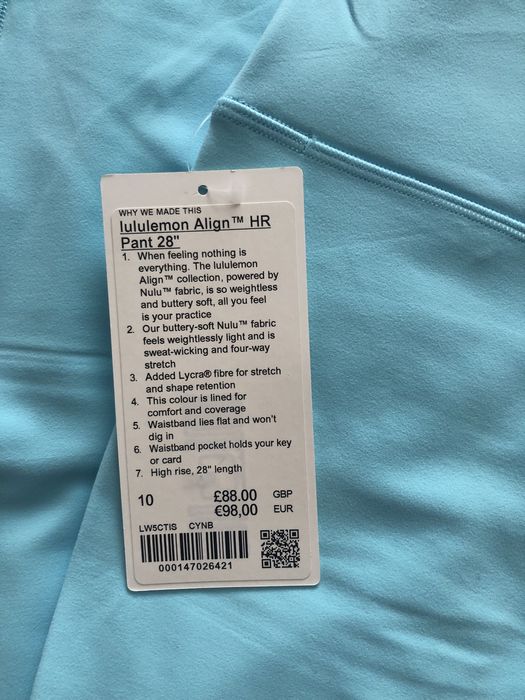 WHY WE MADE THIS
lululemon Align™ HR
Pant 28"
1. When feeling nothing is
everything. The lululemon
Align™ collection, powered by
Nulu™ fabric, is so weightless
and buttery soft, all you feel
is your practice
2. Our buttery-soft Nulu™ fabric
feels weightlessly light and is
sweat-wicking and four-way
stretch
3. Added Lycra® fibre for stretch
and shape retention
4. This colour is lined for
comfort and coverage
5. Waistband lies flat and won't
dig in
6. Waistband pocket holds your key
or card
7. High rise, 28" length
10 £88.00 GBP
€98,00 EUR
LW5CTIS CYNB
000147026421